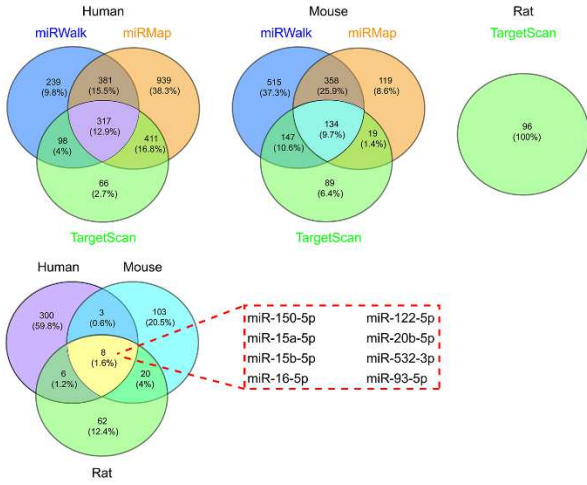 Human
Mouse
Rat
miRWalk
miRMap
miRWalk
miRMap
TargetScan
239
(9.8%)
381
(15.5%)
939
(38.3%)
317
(12.9%)
98
(4%)
411
(16.8%)
66
(2.7%)
TargetScan
515
(37.3%)
358
(25.9%)
119
(8.6%)
134
(9.7%)
147
(10.6%)
19
(1.4%)
89
(6.4%)
TargetScan
96
(100%)
Human
Mouse
300
(59.8%)
3
(0.6%)
103
(20.5%)
8
(1.6%)
6
(1.2%)
20
(4%)
62
(12.4%)
Rat
miR-150-5p miR-122-5p
miR-15a-5p miR-20b-5p
miR-15b-5p miR-532-3p
miR-16-5p miR-93-5p